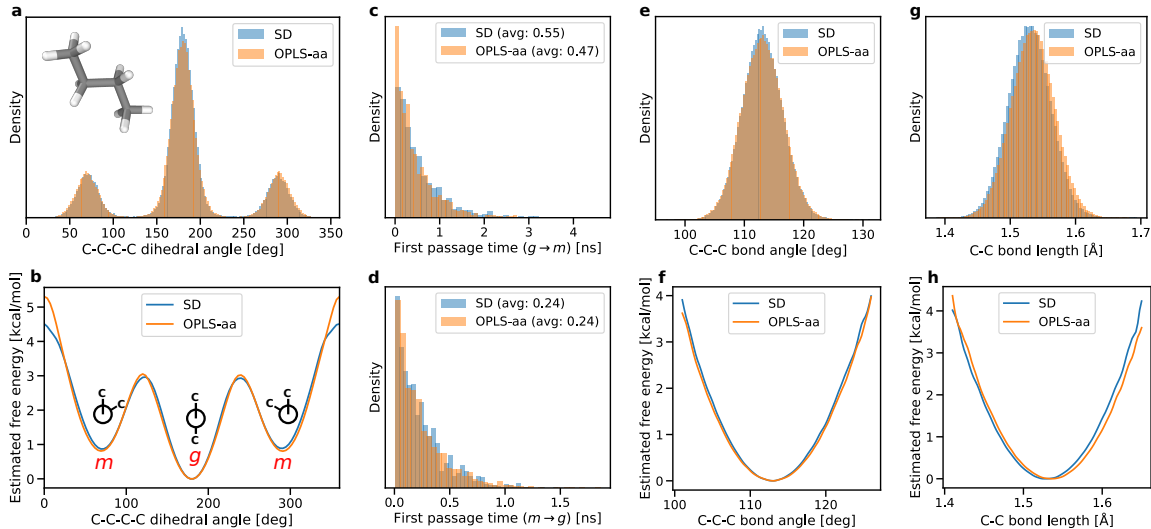 a
SD
OPLS-aa
Density
0 50 100 150 200 250 300 350
C-C-C-C dihedral angle [deg]
c
SD (avg: 0.55)
OPLS-aa (avg: 0.47)
Density
0 1 2 3 4
First passage time (g → m) [ns]
e
SD
OPLS-aa
Density
100 110 120 130
C-C-C bond angle [deg]
g
SD
OPLS-aa
Density
1.4 1.5 1.6 1.7
C-C bond length [Å]
b
SD
OPLS-aa
Estimated free energy [kcal/mol]
5
4
3
2
1
0
C
C
C
C
C
C
m
g
m
0 100 200 300
C-C-C-C dihedral angle [deg]
d
SD (avg: 0.24)
OPLS-aa (avg: 0.24)
Density
0.0 0.5 1.0 1.5
First passage time (m → g) [ns]
f
SD
OPLS-aa
Estimated free energy [kcal/mol]
4
3
2
1
0
100 110 120
C-C-C bond angle [deg]
h
SD
OPLS-aa
Estimated free energy [kcal/mol]
4
3
2
1
0
1.4 1.5 1.6
C-C bond length [Å]